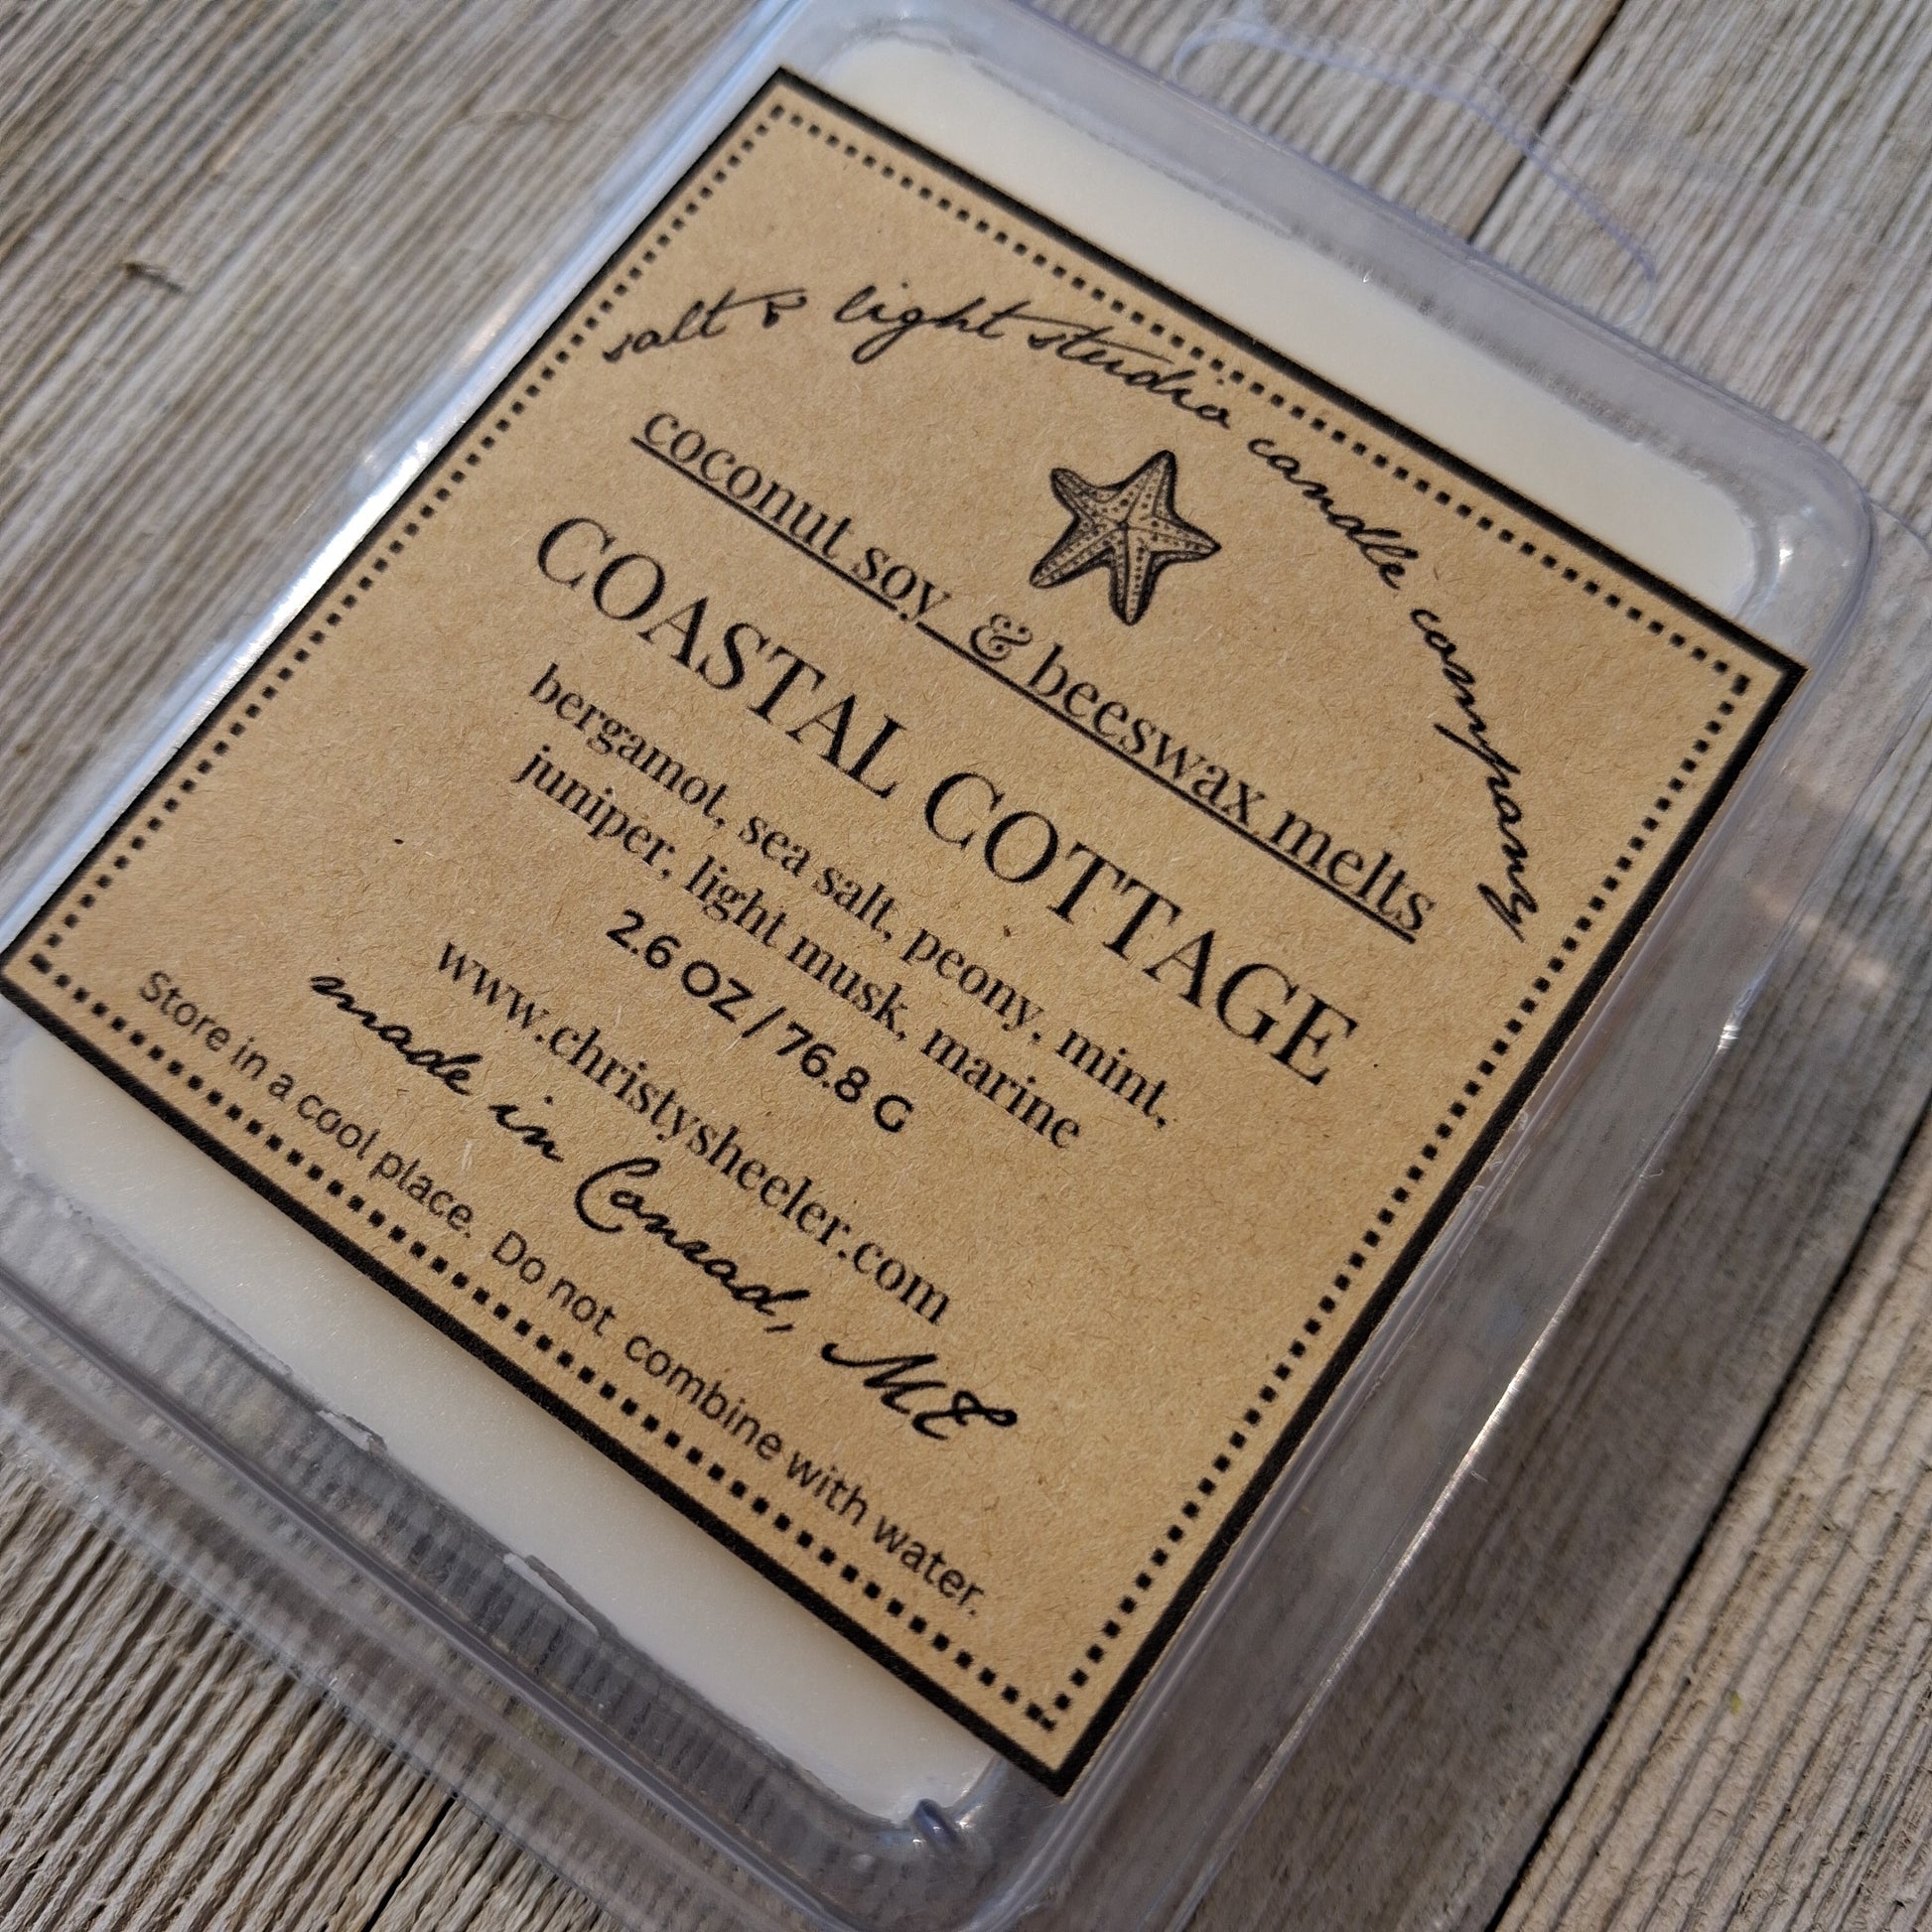 salt & light studio candle company
coconut soy & beeswax melts
COASTAL COTTAGE
bergamot, sea salt, peony, mint,
juniper, light musk, marine
2.6 OZ / 76.8 G
www.christysheeler.com
made in Conrad, ME
Store in a cool place. Do not combine with water.